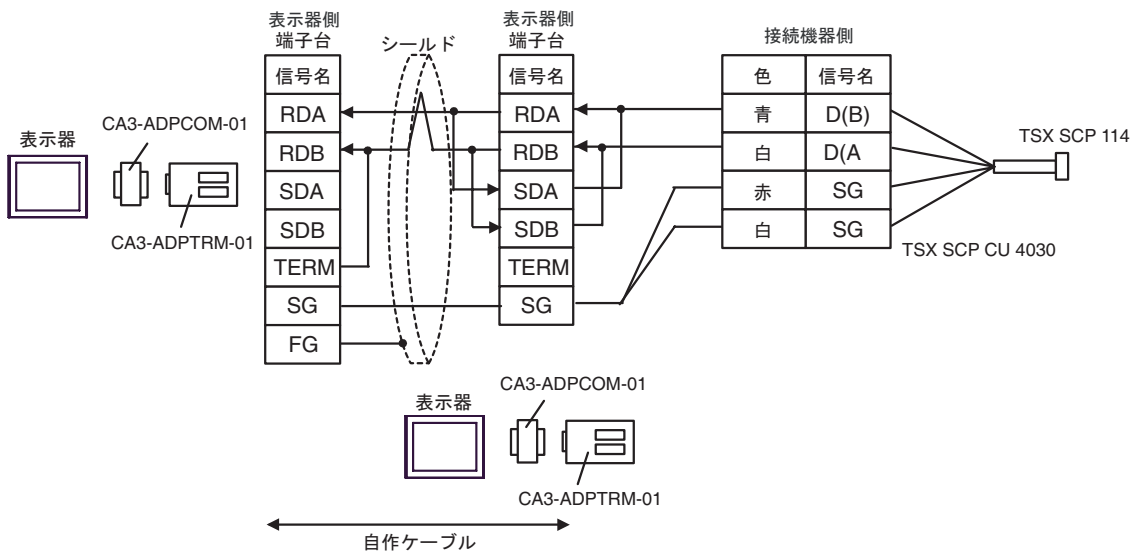 表示器側
端子台
シールド
表示器側
端子台
接続機器側
信号名
RDA
RDB
SDA
SDB
TERM
SG
FG
信号名
RDA
RDB
SDA
SDB
TERM
SG
色 信号名
青 D(B)
白 D(A
赤 SG
白 SG
TSX SCP 114
TSX SCP CU 4030
表示器
CA3-ADPCOM-01
CA3-ADPTRM-01
表示器
CA3-ADPCOM-01
CA3-ADPTRM-01
自作ケーブル